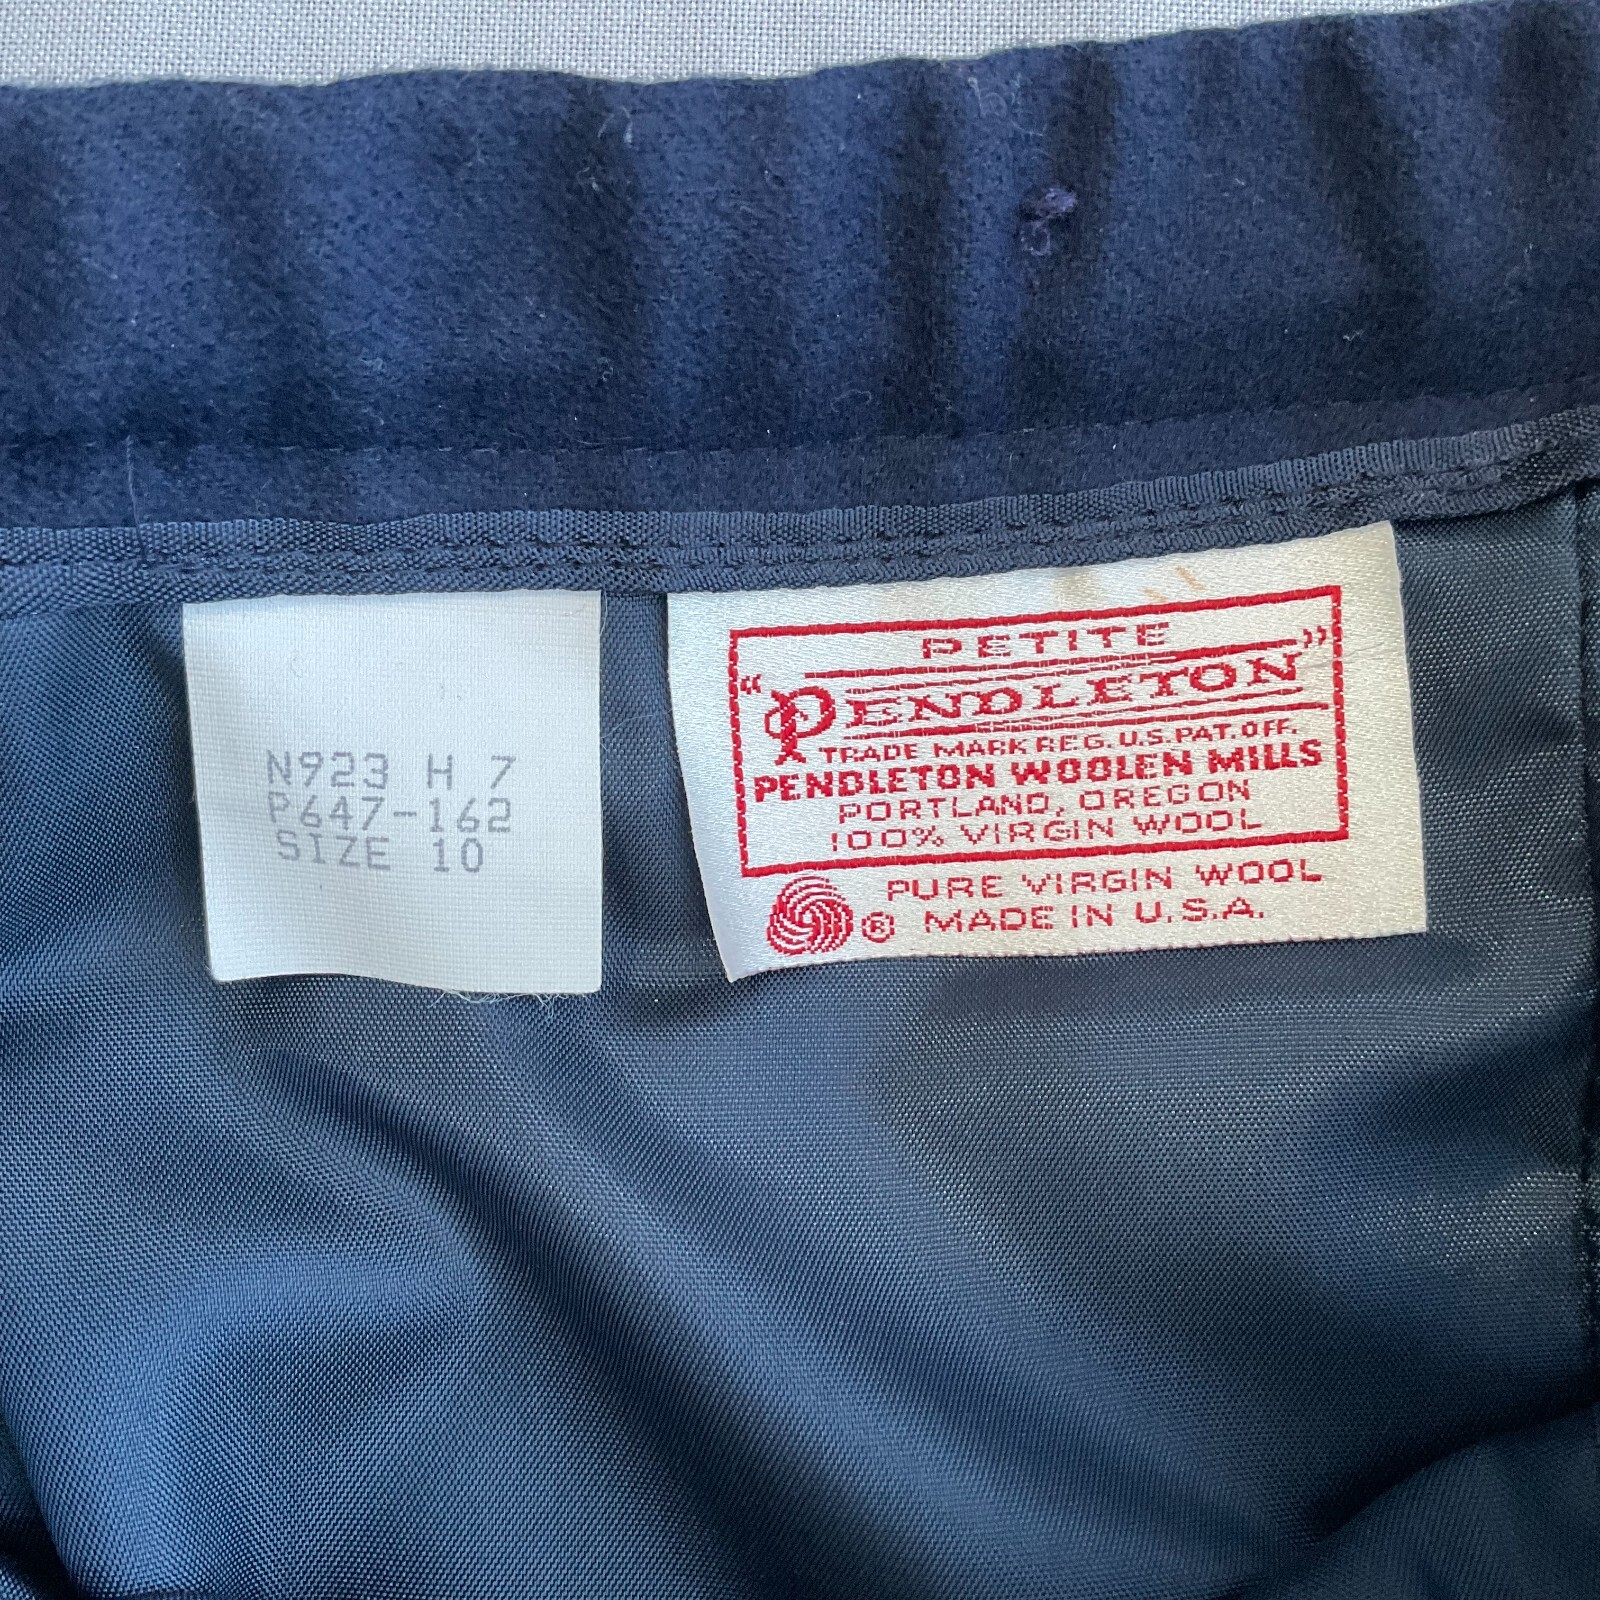 N923 H 7
P647-162
SIZE 10
PETITE
"PENDLETON"
TRADE MARK REG. U.S. PAT. OFF.
PENDLETON WOOLEN MILLS
PORTLAND, OREGON
100% VIRGIN WOOL
PURE VIRGIN WOOL
® MADE IN U.S.A.